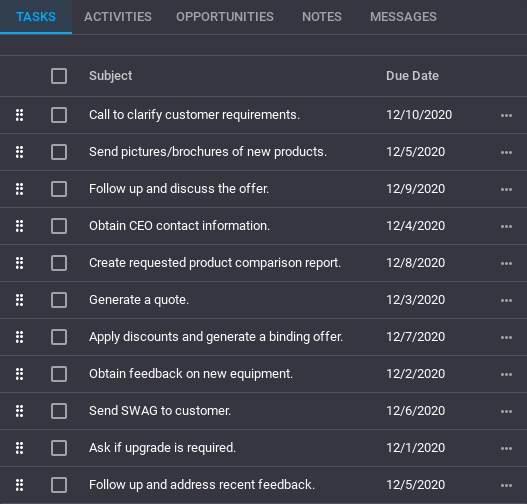 TASKS ACTIVITIES OPPORTUNITIES NOTES MESSAGES
Subject Due Date
Call to clarify customer requirements. 12/10/2020
Send pictures/brochures of new products. 12/5/2020
Follow up and discuss the offer. 12/9/2020
Obtain CEO contact information. 12/4/2020
Create requested product comparison report. 12/8/2020
Generate a quote. 12/3/2020
Apply discounts and generate a binding offer. 12/7/2020
Obtain feedback on new equipment. 12/2/2020
Send SWAG to customer. 12/6/2020
Ask if upgrade is required. 12/1/2020
Follow up and address recent feedback. 12/5/2020